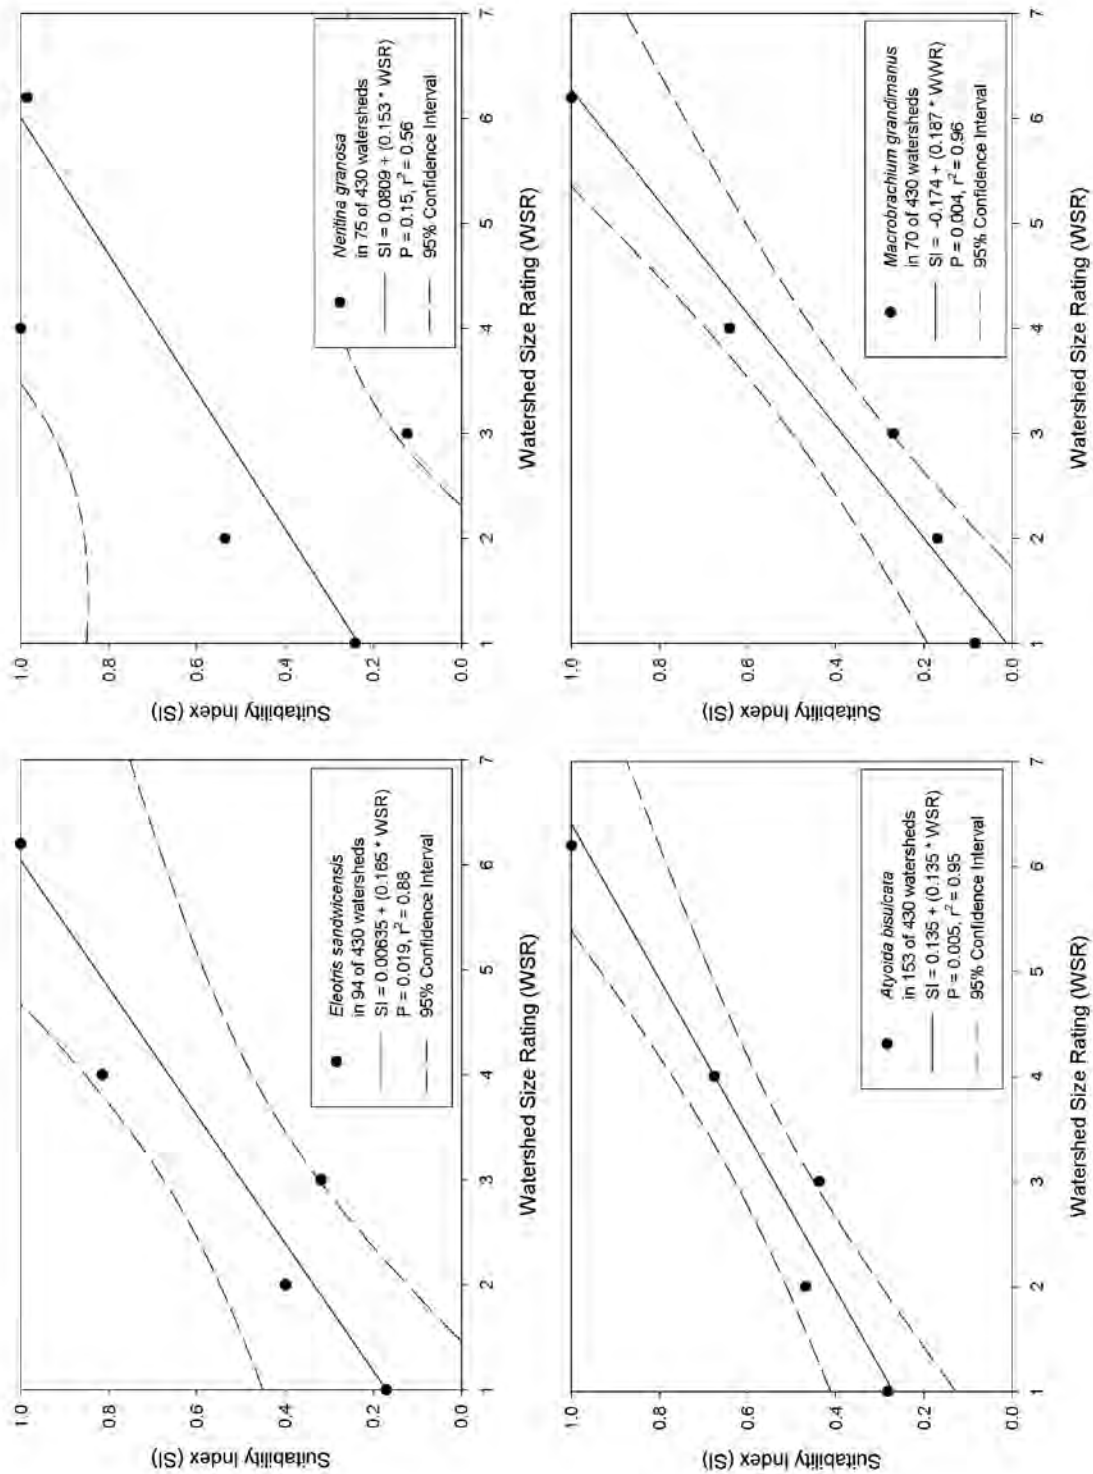 Suitability Index (SI)
1.0
0.8
0.6
0.4
0.2
0.0
Eleotris sandwicensis
in 94 of 430 watersheds
SI = 0.00635 + (0.165 * WSR)
P = 0.019, r² = 0.88
95% Confidence Interval
1 2 3 4 5 6 7
Watershed Size Rating (WSR)
Suitability Index (SI)
1.0
0.8
0.6
0.4
0.2
0.0
Neritina granosa
in 75 of 430 watersheds
SI = 0.0809 + (0.153 * WSR)
P = 0.15, r² = 0.56
95% Confidence Interval
1 2 3 4 5 6 7
Watershed Size Rating (WSR)
Suitability Index (SI)
1.0
0.8
0.6
0.4
0.2
0.0
Atyoida bisulcata
in 153 of 430 watersheds
SI = 0.135 + (0.135 * WSR)
P = 0.005, r² = 0.95
95% Confidence Interval
1 2 3 4 5 6 7
Watershed Size Rating (WSR)
Suitability Index (SI)
1.0
0.8
0.6
0.4
0.2
0.0
Macrobrachium grandimanus
in 70 of 430 watersheds
SI = -0.174 + (0.187 * WWR)
P = 0.004, r² = 0.96
95% Confidence Interval
1 2 3 4 5 6 7
Watershed Size Rating (WSR)